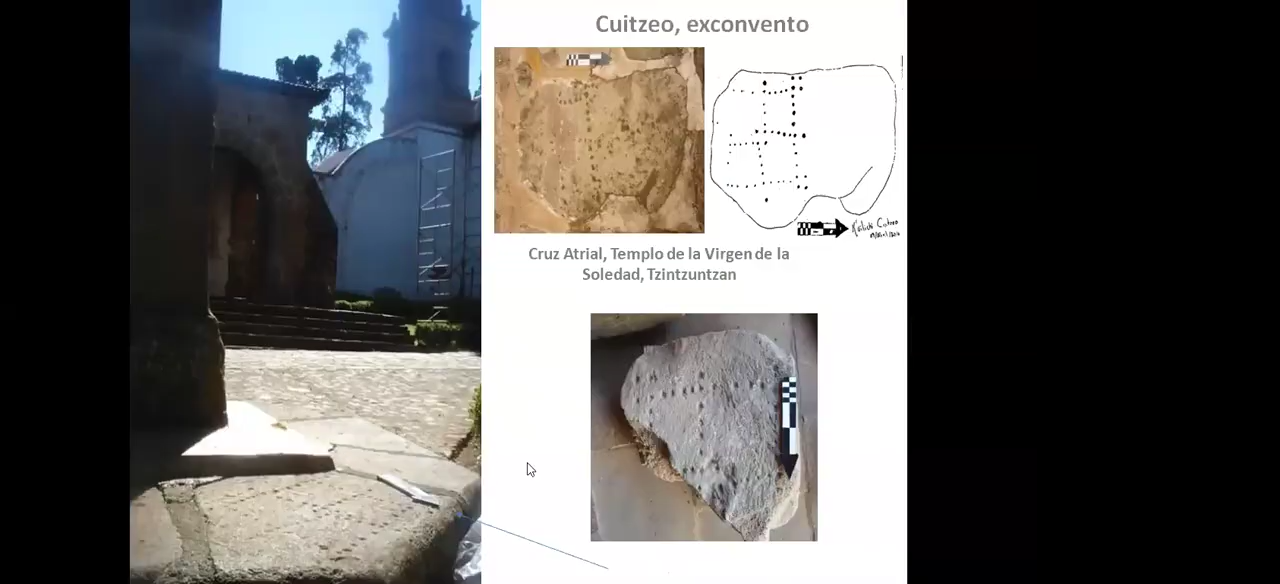 Cuitzeo, exconvento
Cruz Atrial, Templo de la Virgen de la
Soledad, Tzintzuntzan